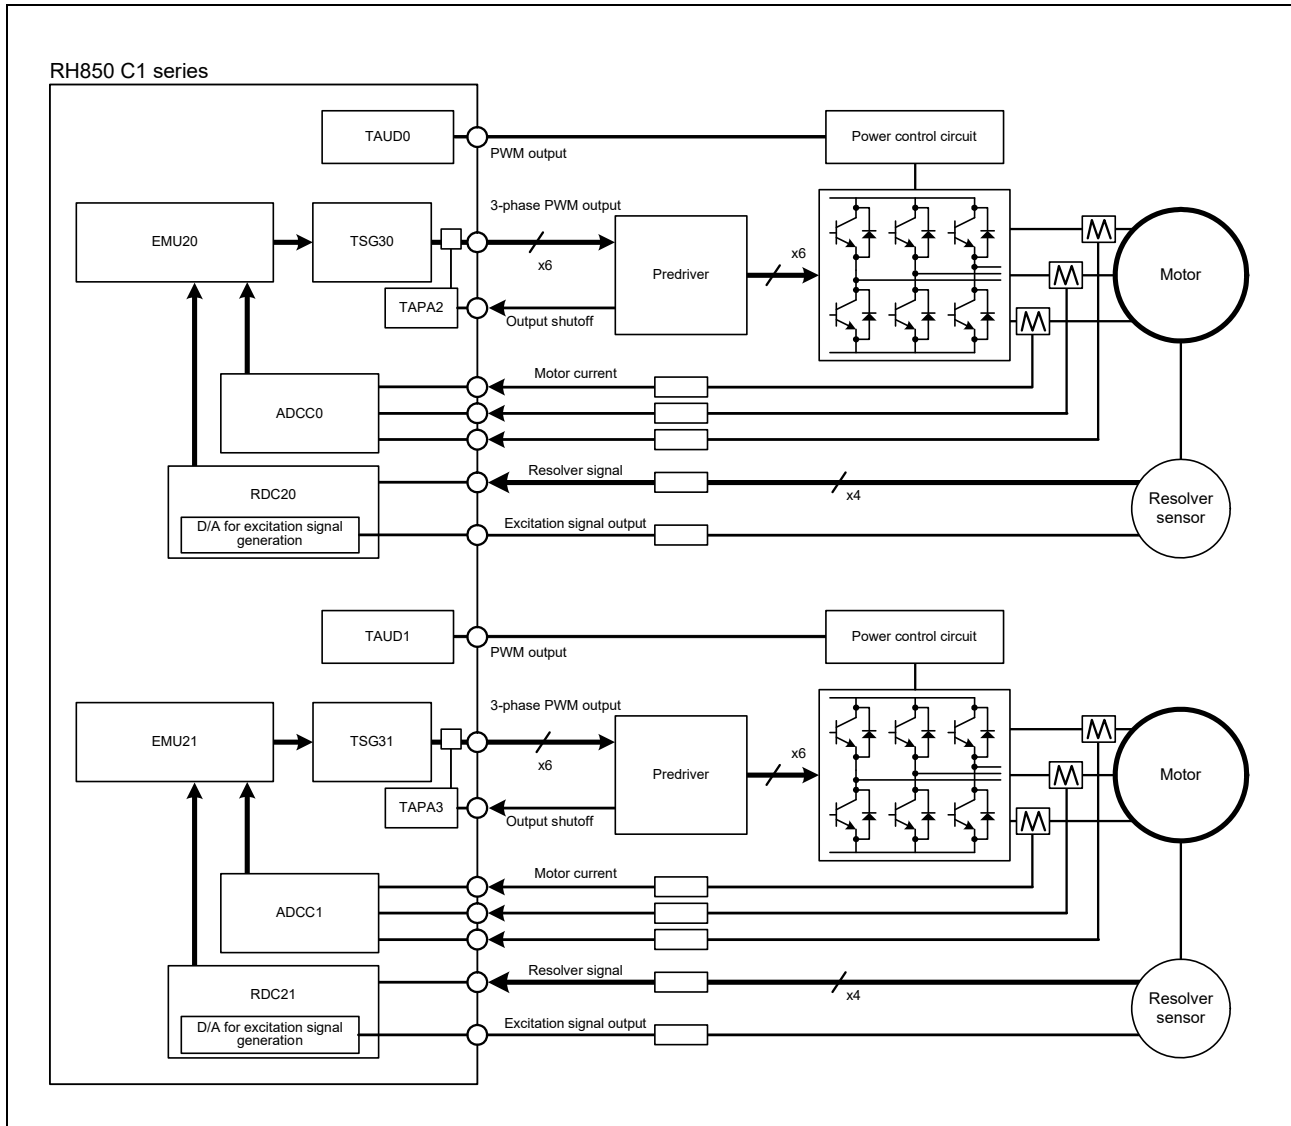 RH850 C1 series
TAUD0
PWM output
Power control circuit
EMU20
TSG30
3-phase PWM output
x6
Predriver
x6
Motor
TAPA2
Output shutoff
ADCC0
Motor current
RDC20
Resolver signal
x4
D/A for excitation signal
generation
Excitation signal output
Resolver
sensor
TAUD1
PWM output
Power control circuit
EMU21
TSG31
3-phase PWM output
x6
Predriver
x6
Motor
TAPA3
Output shutoff
ADCC1
Motor current
RDC21
Resolver signal
x4
D/A for excitation signal
generation
Excitation signal output
Resolver
sensor